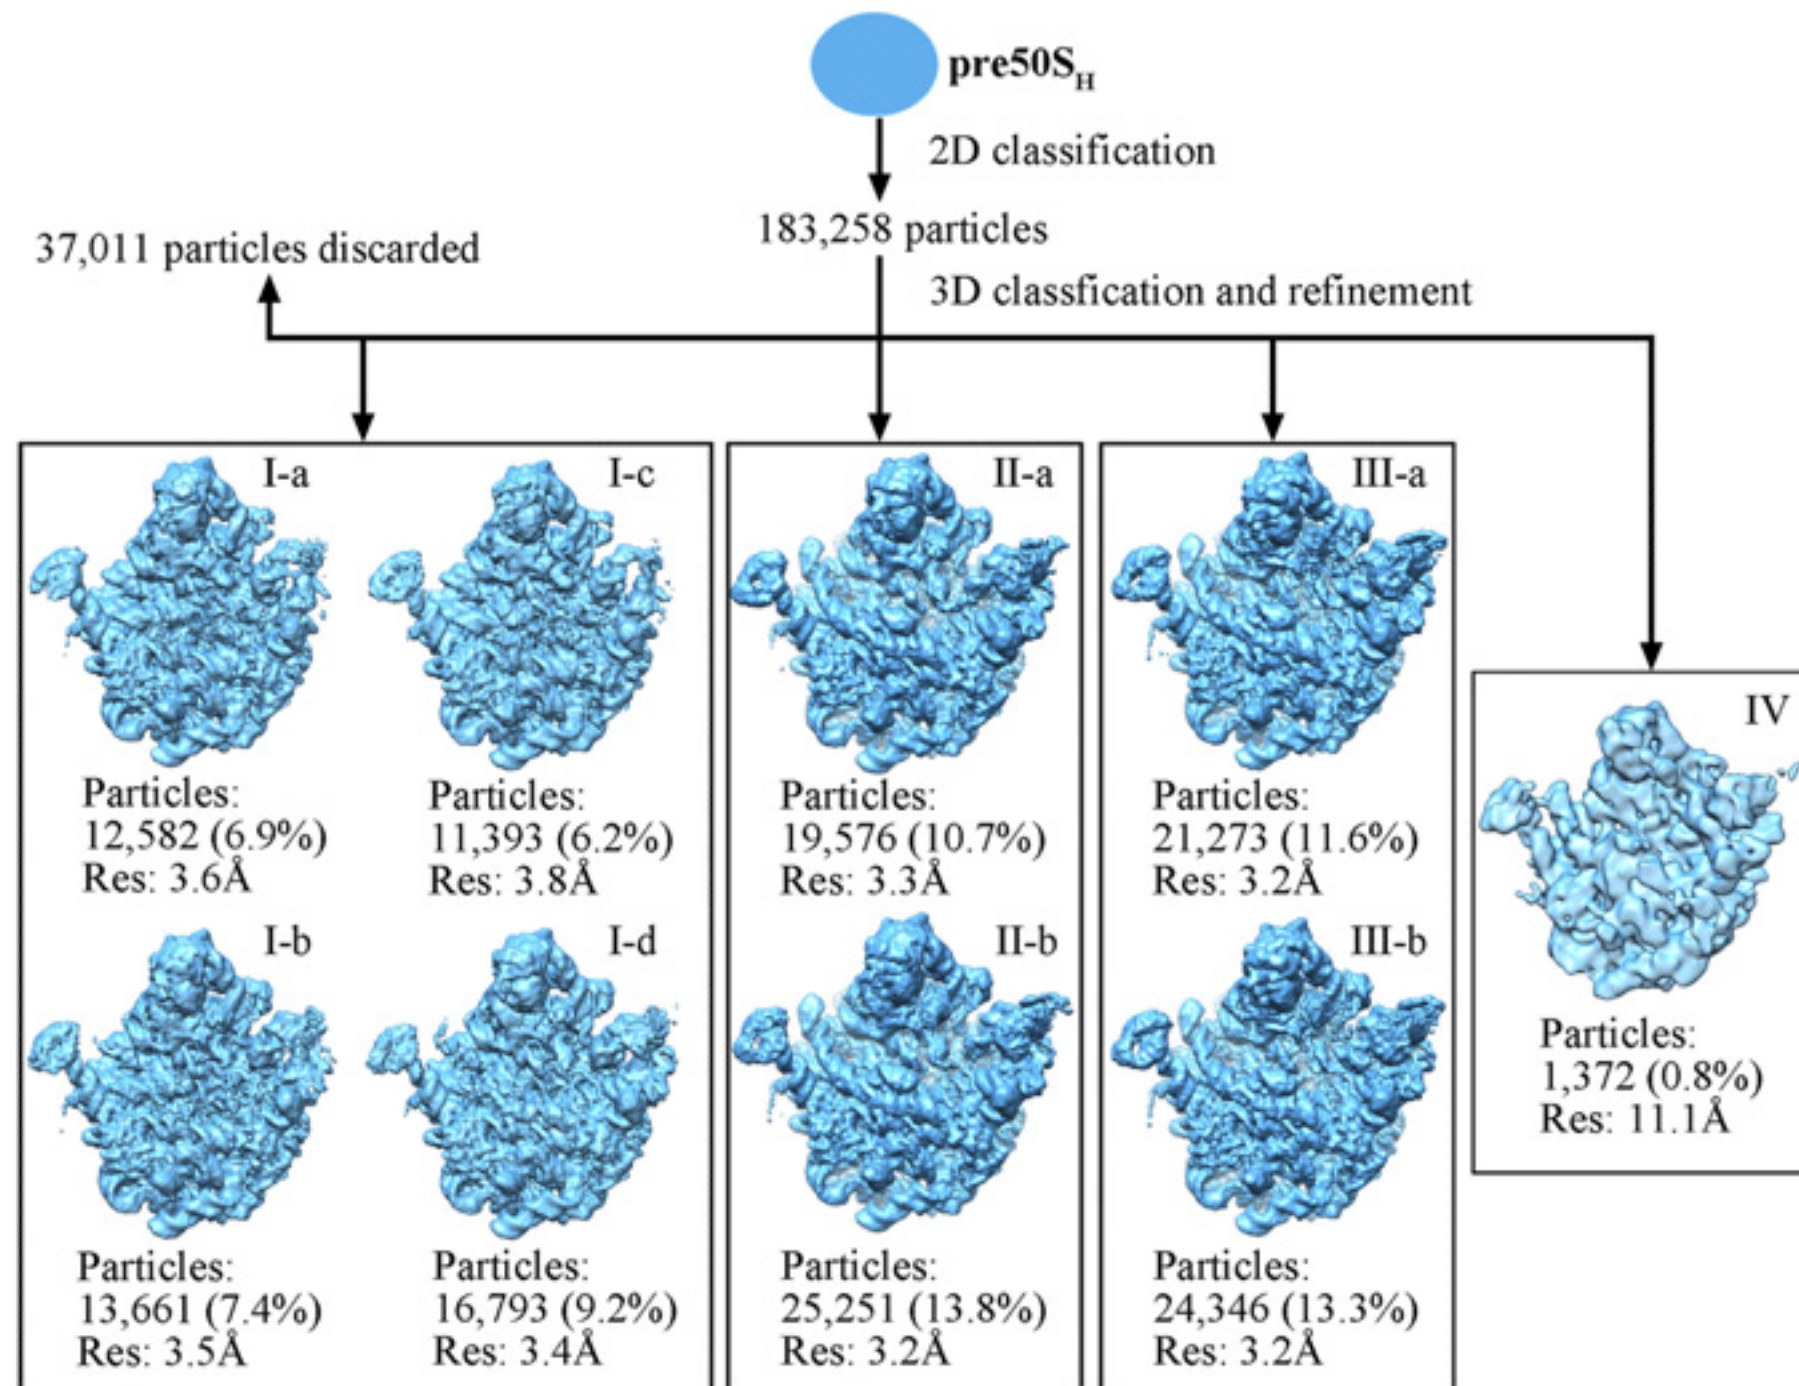 pre50SH
2D classification
183,258 particles
37,011 particles discarded
3D classfication and refinement
I-a
Particles:
12,582 (6.9%)
Res: 3.6Å
I-c
Particles:
11,393 (6.2%)
Res: 3.8Å
I-b
Particles:
13,661 (7.4%)
Res: 3.5Å
I-d
Particles:
16,793 (9.2%)
Res: 3.4Å
II-a
Particles:
19,576 (10.7%)
Res: 3.3Å
II-b
Particles:
25,251 (13.8%)
Res: 3.2Å
III-a
Particles:
21,273 (11.6%)
Res: 3.2Å
III-b
Particles:
24,346 (13.3%)
Res: 3.2Å
IV
Particles:
1,372 (0.8%)
Res: 11.1Å